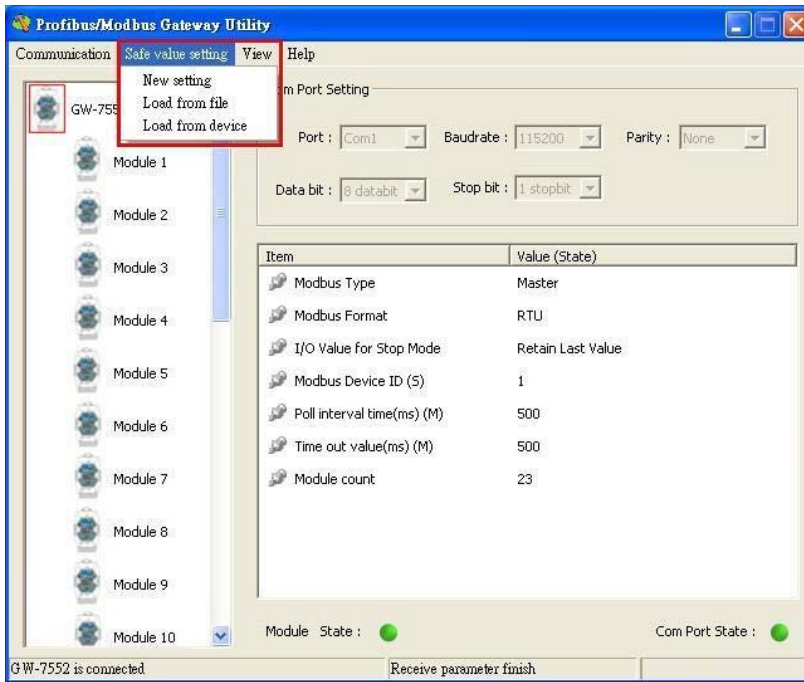 Profibus/Modbus Gateway Utility
Communication Safe value setting View Help
New setting
Load from file
Load from device
GW-755
m Port Setting
Port : Com1 Baudrate : 115200 Parity : None
Data bit : 8 databit Stop bit : 1 stopbit
Module 1
Module 2
Module 3
Module 4
Module 5
Module 6
Module 7
Module 8
Module 9
Module 10
Item Value (State)
Modbus Type Master
Modbus Format RTU
I/O Value for Stop Mode Retain Last Value
Modbus Device ID (S) 1
Poll interval time(ms) (M) 500
Time out value(ms) (M) 500
Module count 23
Module State :
Com Port State :
GW-7552 is connected Receive parameter finish